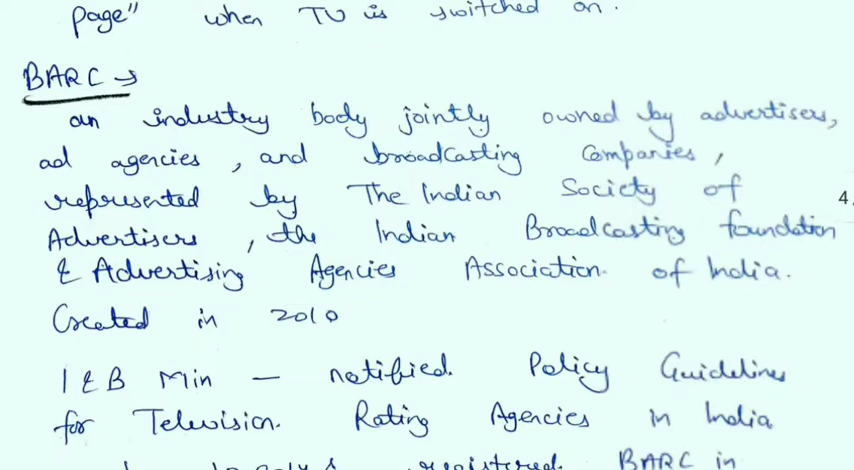 page" when TV is switched on.
BARC →
an industry body jointly owned by advertisers,
ad agencies, and broadcasting companies,
represented by The Indian Society of
4.
Advertisers, the Indian Broadcasting foundation
& Advertising Agencies Association. of India.
Created in 2010
I & B Min — notified. Policy Guidelines
for Television. Rating Agencies in India
registered. BARC in